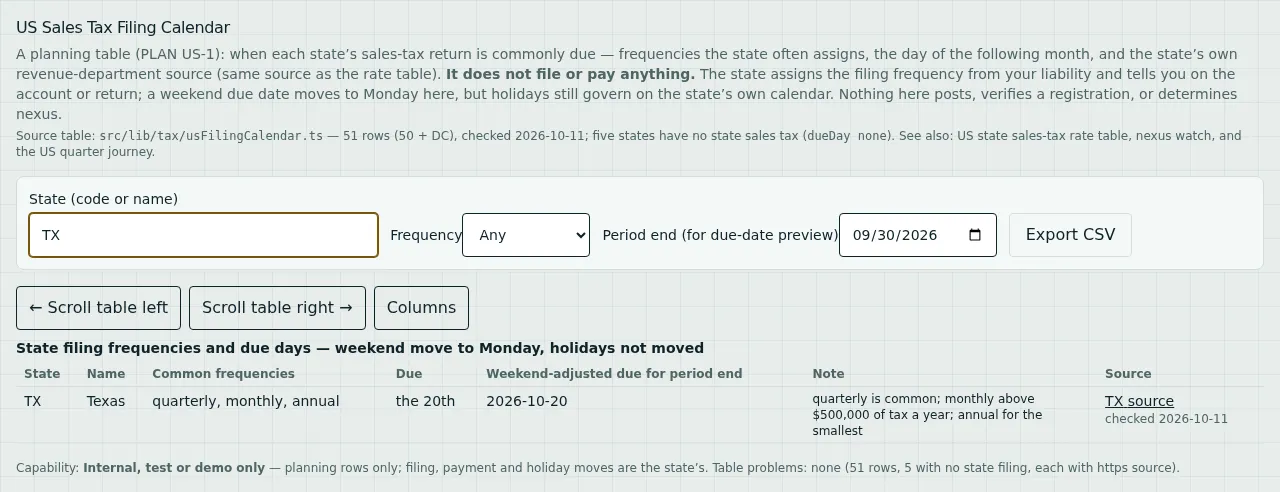 US Sales Tax Filing Calendar
A planning table (PLAN US-1): when each state’s sales-tax return is commonly due — frequencies the state often assigns, the day of the following month, and the state’s own
revenue-department source (same source as the rate table). It does not file or pay anything. The state assigns the filing frequency from your liability and tells you on the
account or return; a weekend due date moves to Monday here, but holidays still govern on the state’s own calendar. Nothing here posts, verifies a registration, or determines
nexus.
Source table: src/lib/tax/usFilingCalendar.ts — 51 rows (50 + DC), checked 2026-10-11; five states have no state sales tax (dueDay none). See also: US state sales-tax rate table, nexus watch, and
the US quarter journey.
State (code or name)
TX Frequency Any Period end (for due-date preview) 09/30/2026 Export CSV
← Scroll table left Scroll table right → Columns
State filing frequencies and due days — weekend move to Monday, holidays not moved
State Name Common frequencies Due Weekend-adjusted due for period end Note Source
TX Texas quarterly, monthly, annual the 20th 2026-10-20 quarterly is common; monthly above TX source
$500,000 of tax a year; annual for the checked 2026-10-11
smallest
Capability: Internal, test or demo only — planning rows only; filing, payment and holiday moves are the state’s. Table problems: none (51 rows, 5 with no state filing, each with https source).